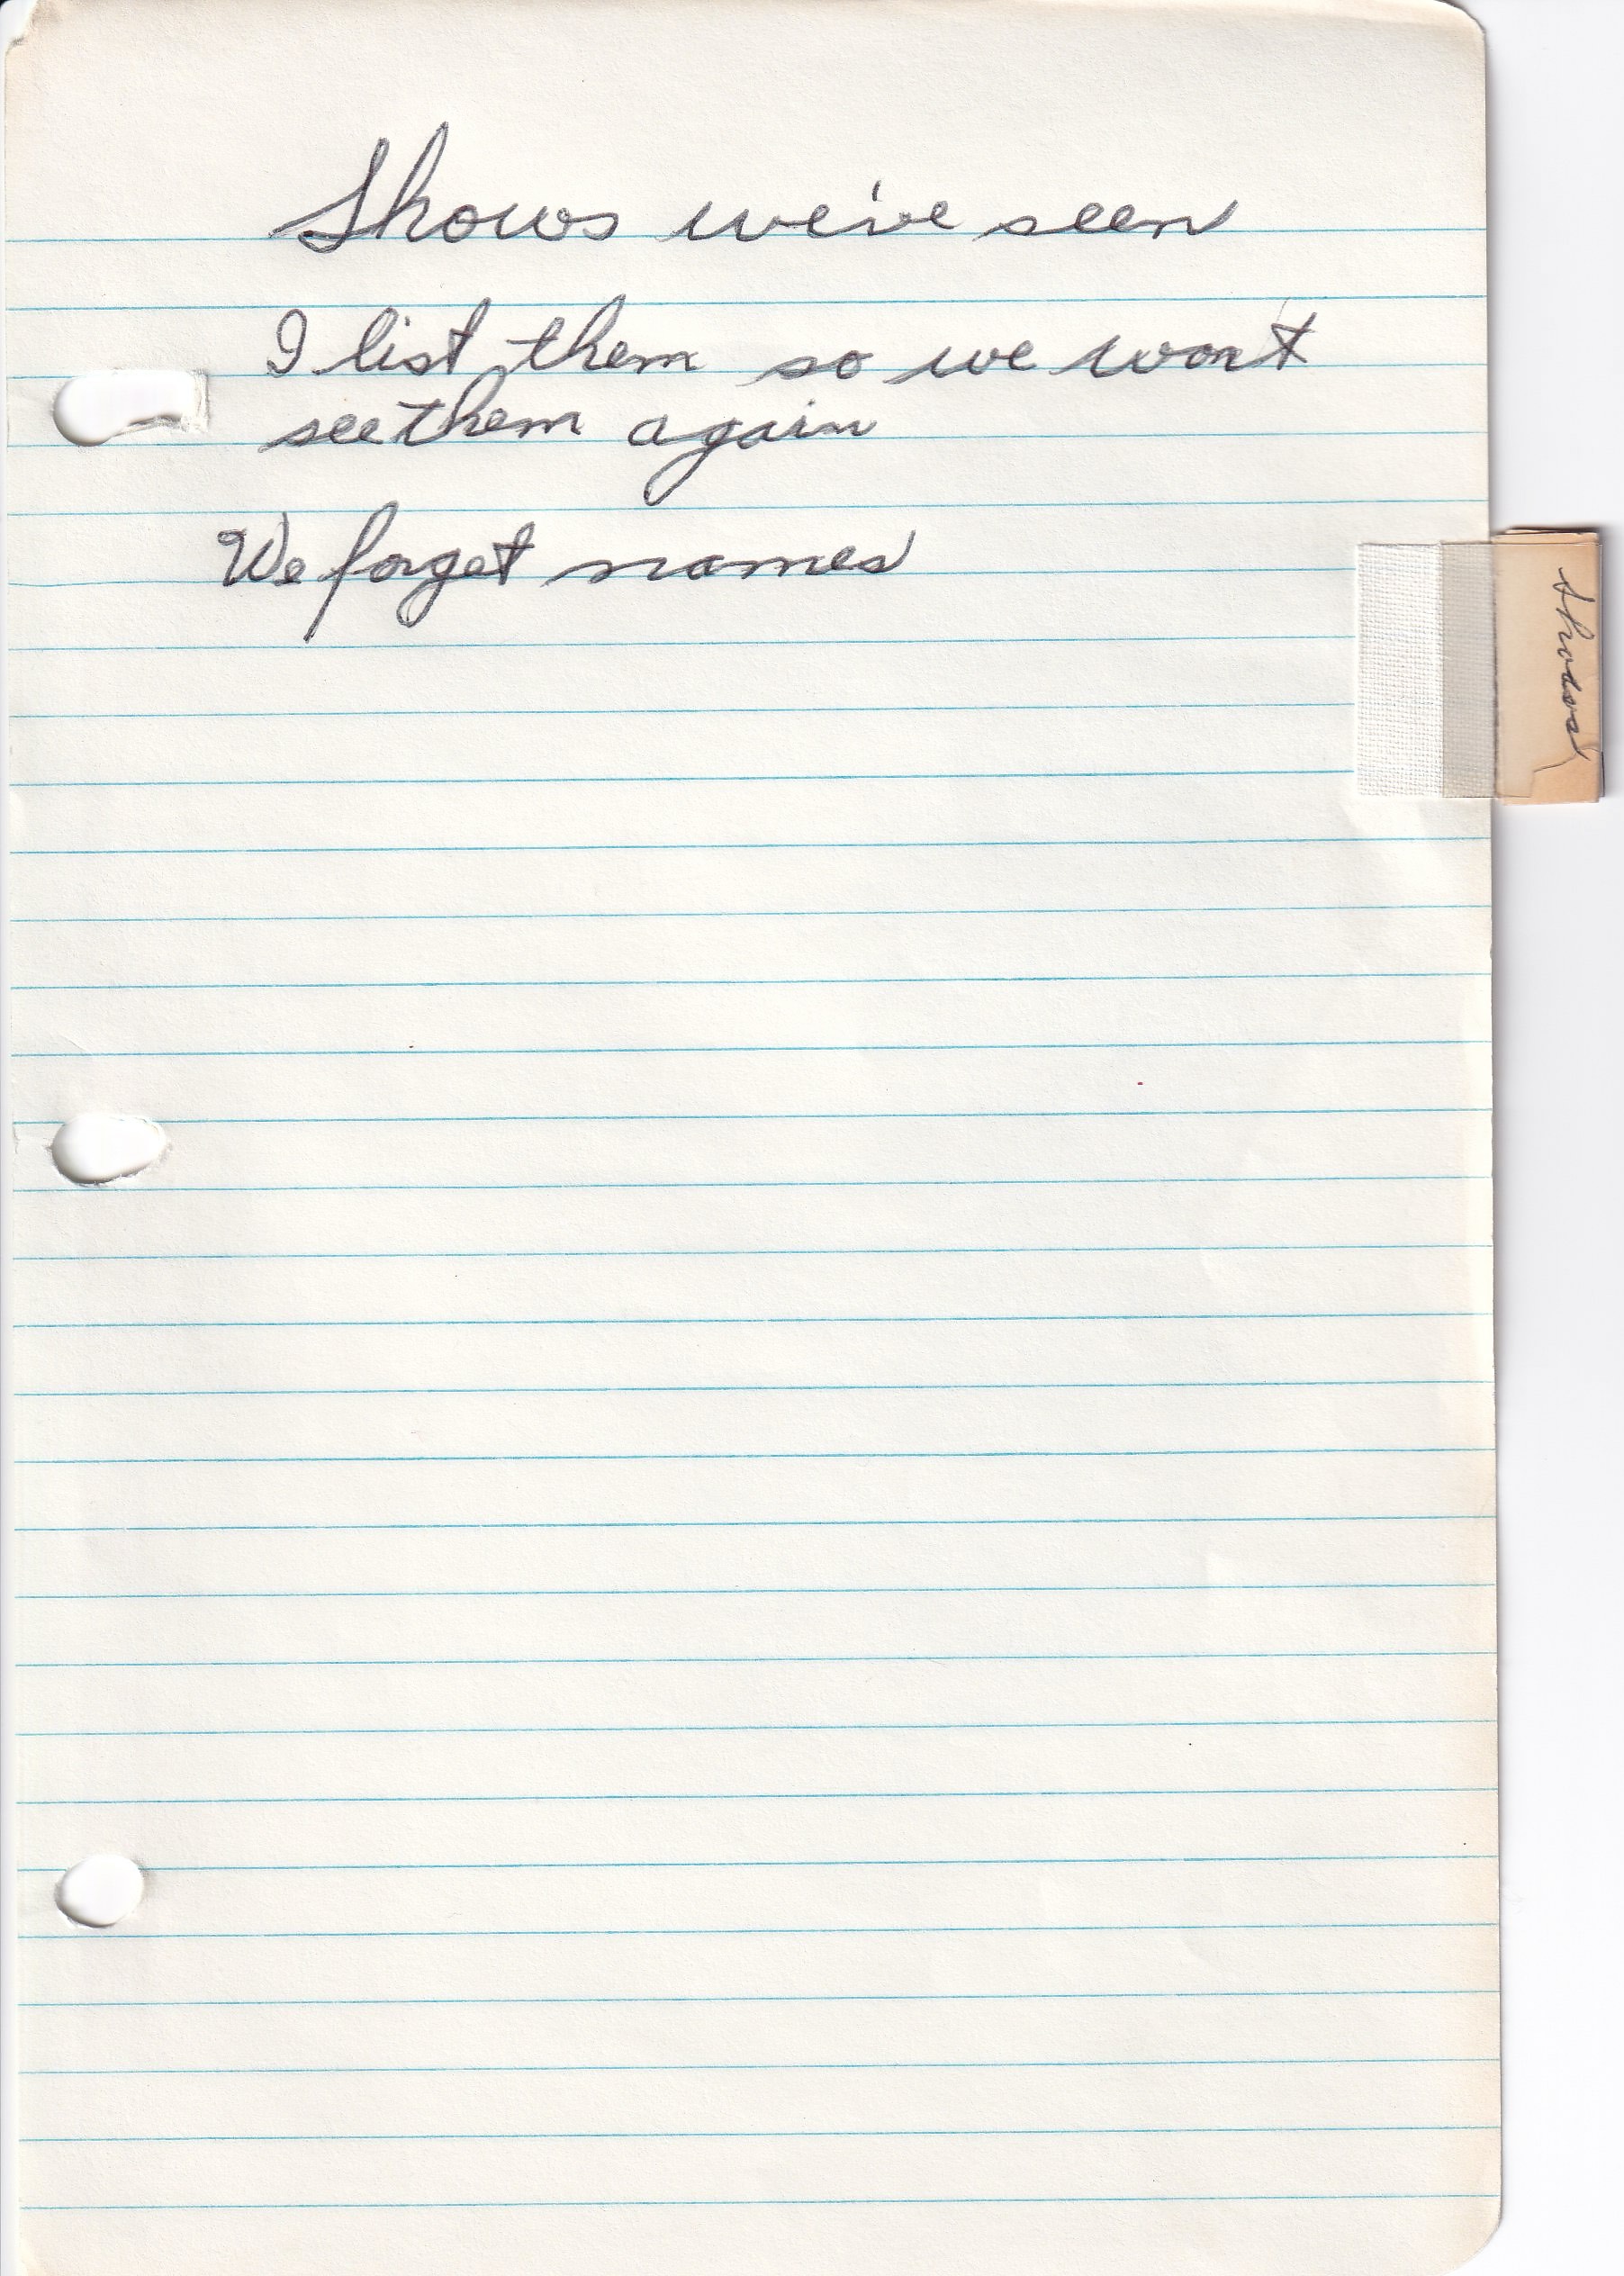 Shows we've seen
I list them so we wont
see them again
We forget names
Shows